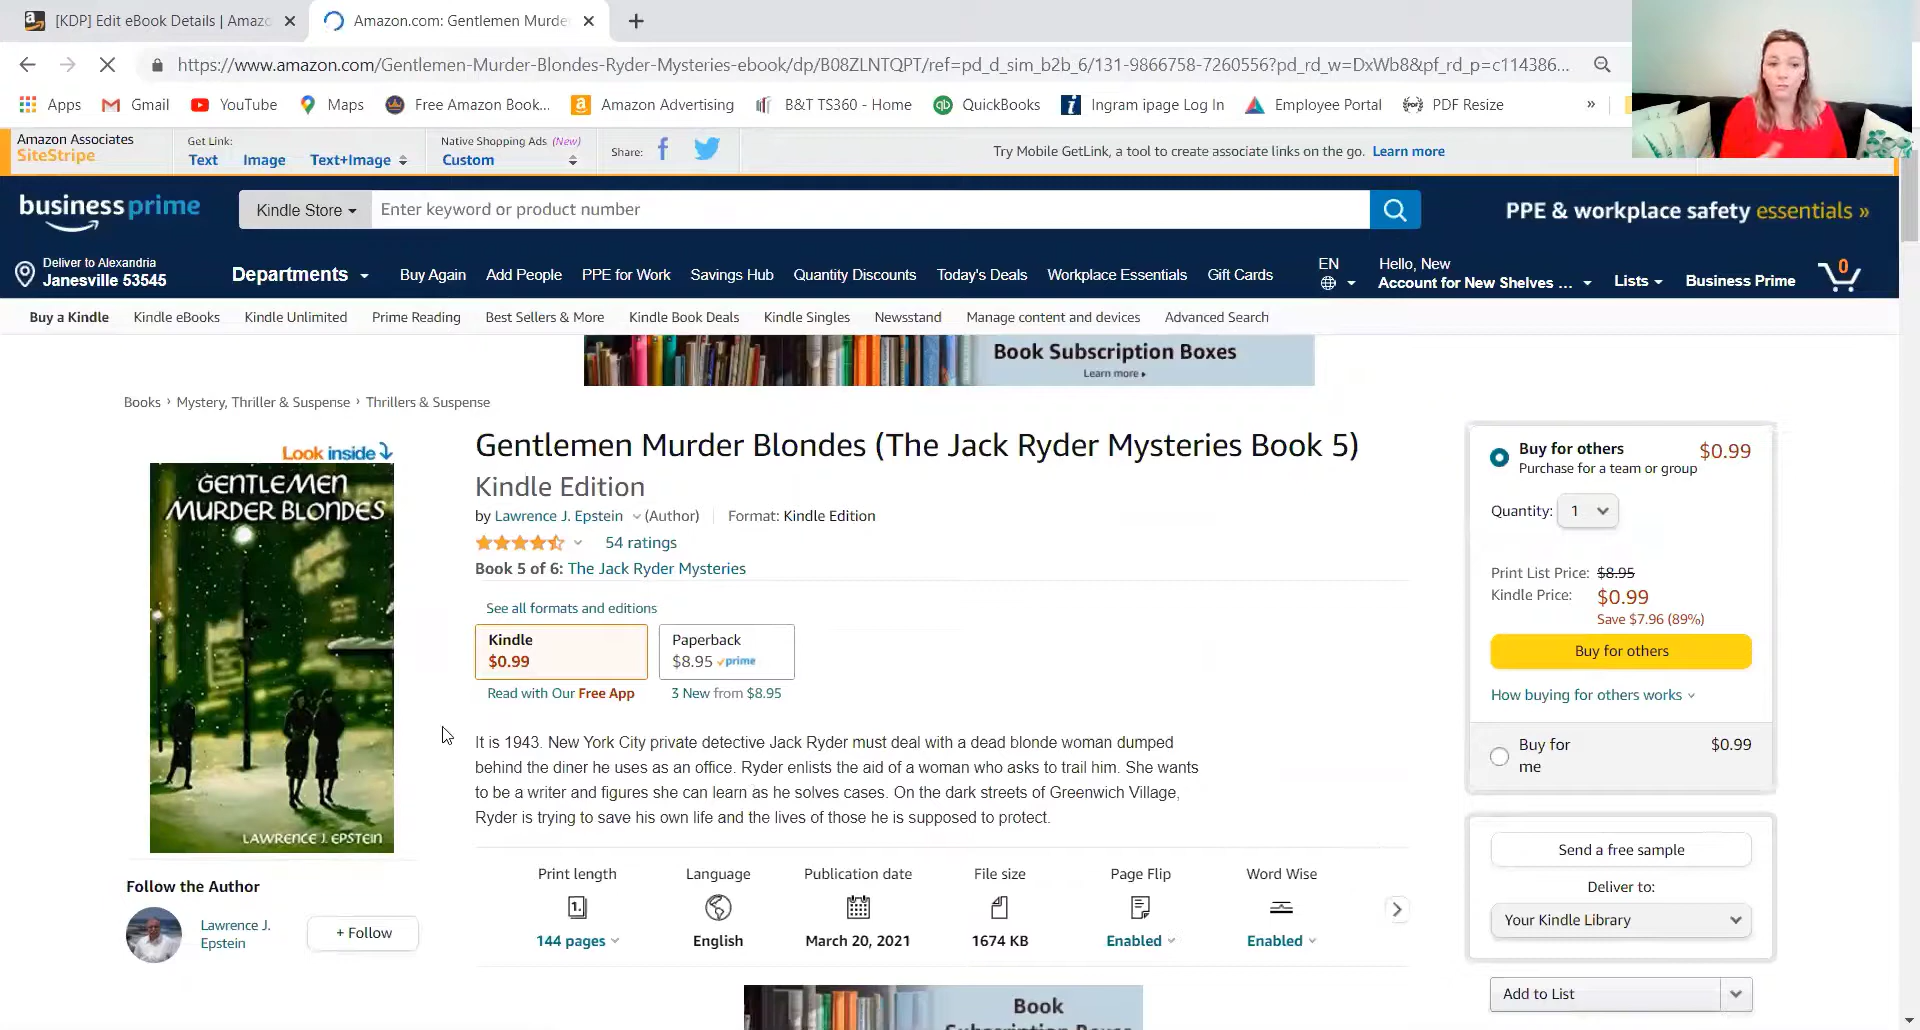 [KDP] Edit eBook Details | Amaz
Amazon.com: Gentlemen Murde
https://www.amazon.com/Gentlemen-Murder-Blondes-Ryder-Mysteries-ebook/dp/B08ZLNTQPT/ref=pd_d_sim_b2b_6/131-9866758-7260556?pd_rd_w=DxWb8&pf_rd_p=c114386...
Apps Gmail YouTube Maps Free Amazon Book... Amazon Advertising B&T TS360 - Home QuickBooks Ingram ipage Log In Employee Portal PDF Resize »
Amazon Associates
SiteStripe
Get Link:
Text Image Text+Image
Native Shopping Ads (New)
Custom
Share:
Try Mobile GetLink, a tool to create associate links on the go. Learn more
business prime
Kindle Store
Enter keyword or product number
PPE & workplace safety essentials »
Deliver to Alexandria
Janesville 53545
Departments
Buy Again Add People PPE for Work Savings Hub Quantity Discounts Today's Deals Workplace Essentials Gift Cards
EN
Hello, New
Account for New Shelves ...
Lists
Business Prime
0
Buy a Kindle Kindle eBooks Kindle Unlimited Prime Reading Best Sellers & More Kindle Book Deals Kindle Singles Newsstand Manage content and devices Advanced Search
Book Subscription Boxes
Learn more
Books › Mystery, Thriller & Suspense › Thrillers & Suspense
Look inside
GENTLEMEN
MURDER BLONDES
LAWRENCE J. EPSTEIN
Follow the Author
Lawrence J.
Epstein
+ Follow
Gentlemen Murder Blondes (The Jack Ryder Mysteries Book 5)
Kindle Edition
by Lawrence J. Epstein (Author) Format: Kindle Edition
54 ratings
Book 5 of 6: The Jack Ryder Mysteries
See all formats and editions
Kindle
$0.99
Read with Our Free App
Paperback
$8.95 prime
3 New from $8.95
It is 1943. New York City private detective Jack Ryder must deal with a dead blonde woman dumped
behind the diner he uses as an office. Ryder enlists the aid of a woman who asks to trail him. She wants
to be a writer and figures she can learn as he solves cases. On the dark streets of Greenwich Village,
Ryder is trying to save his own life and the lives of those he is supposed to protect.
Print length
1.
144 pages
Language
English
Publication date
March 20, 2021
File size
1674 KB
Page Flip
Enabled
Word Wise
Enabled
Book
Subscription Boxes
Buy for others $0.99
Purchase for a team or group
Quantity: 1
Print List Price: $8.95
Kindle Price: $0.99
Save $7.96 (89%)
Buy for others
How buying for others works
Buy for
me
$0.99
Send a free sample
Deliver to:
Your Kindle Library
Add to List